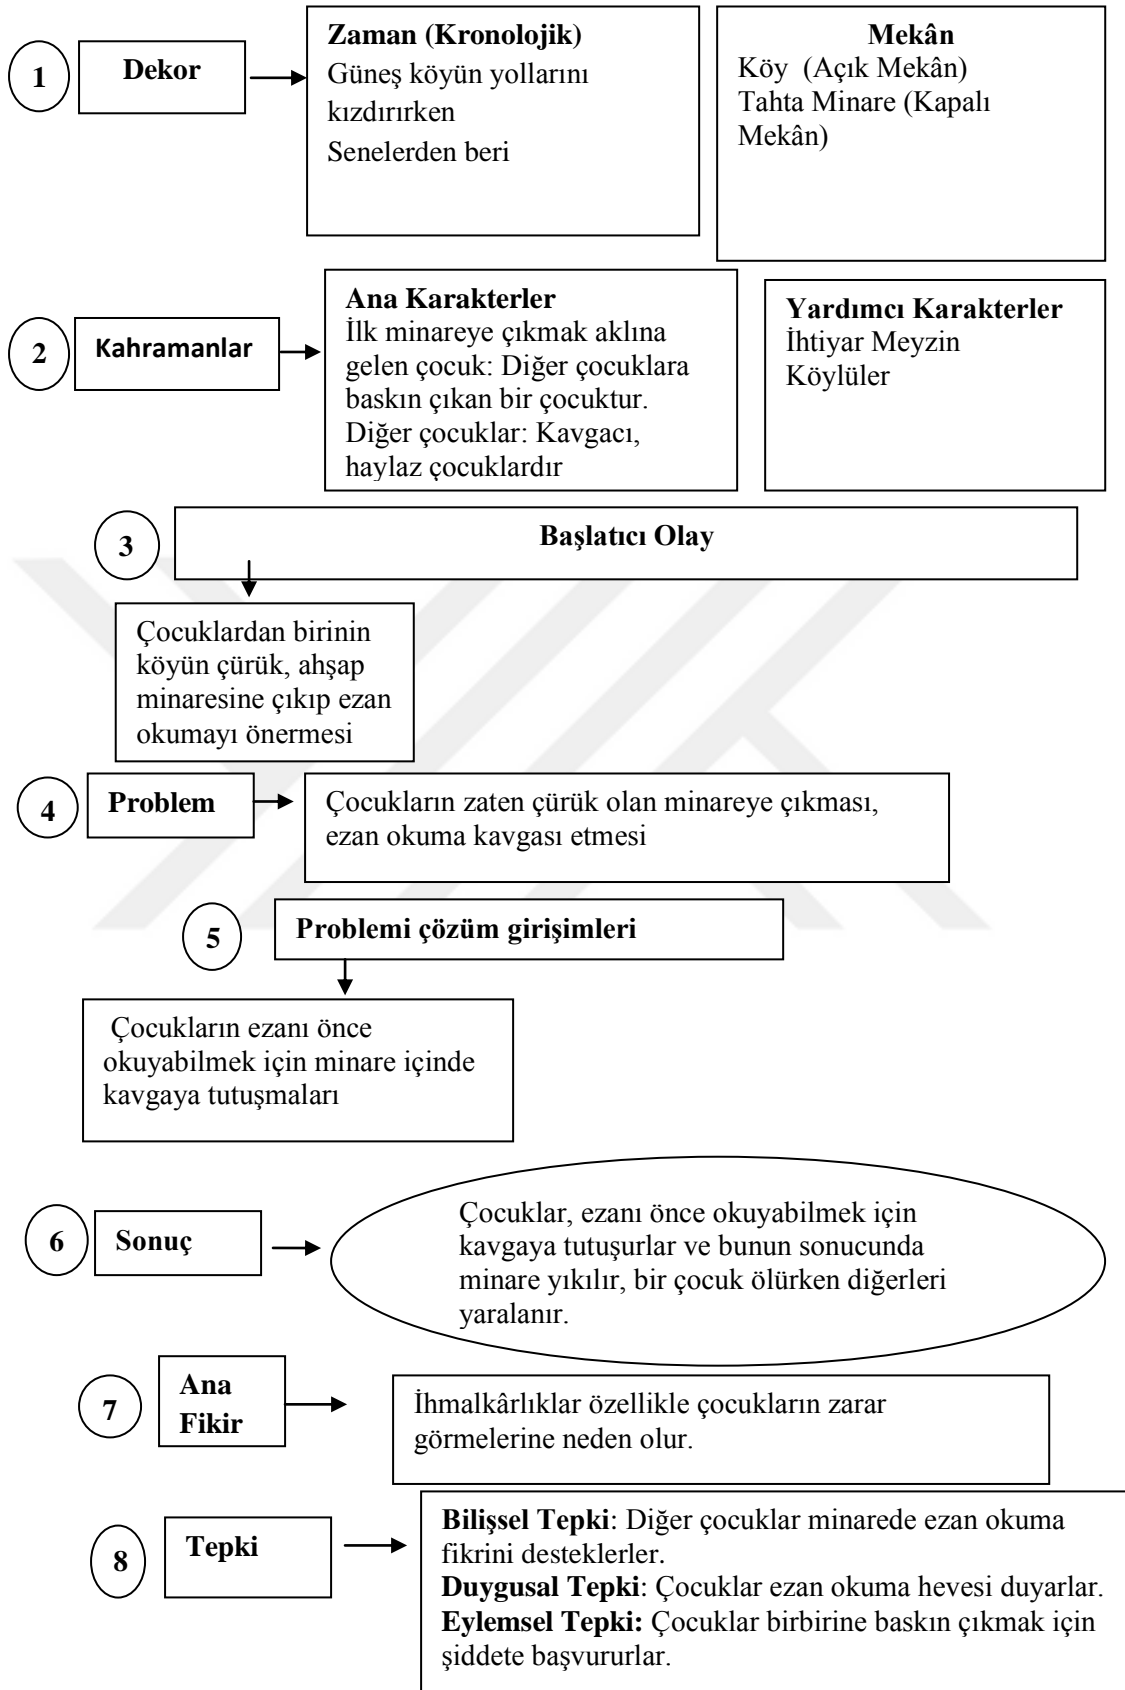 1
Dekor
Zaman (Kronolojik)
Güneş köyün yollarını
kızdırırken
Senelerden beri
Mekân
Köy  (Açık Mekân)
Tahta Minare (Kapalı
Mekân)
2
Kahramanlar
Ana Karakterler
İlk minareye çıkmak aklına
gelen çocuk: Diğer çocuklara
baskın çıkan bir çocuktur.
Diğer çocuklar: Kavgacı,
haylaz çocuklardır
Yardımcı Karakterler
İhtiyar Meyzin
Köylüler
3
Başlatıcı Olay
Çocuklardan birinin
köyün çürük, ahşap
minaresine çıkıp ezan
okumayı önermesi
4
Problem
Çocukların zaten çürük olan minareye çıkması,
ezan okuma kavgası etmesi
5
Problemi çözüm girişimleri
Çocukların ezanı önce
okuyabilmek için minare içinde
kavgaya tutuşmaları
6
Sonuç
Çocuklar, ezanı önce okuyabilmek için
kavgaya tutuşurlar ve bunun sonucunda
minare yıkılır, bir çocuk ölürken diğerleri
yaralanır.
7
Ana
Fikir
İhmalkârlıklar özellikle çocukların zarar
görmelerine neden olur.
8
Tepki
Bilişsel Tepki: Diğer çocuklar minarede ezan okuma
fikrini desteklerler.
Duygusal Tepki: Çocuklar ezan okuma hevesi duyarlar.
Eylemsel Tepki: Çocuklar birbirine baskın çıkmak için
şiddete başvururlar.